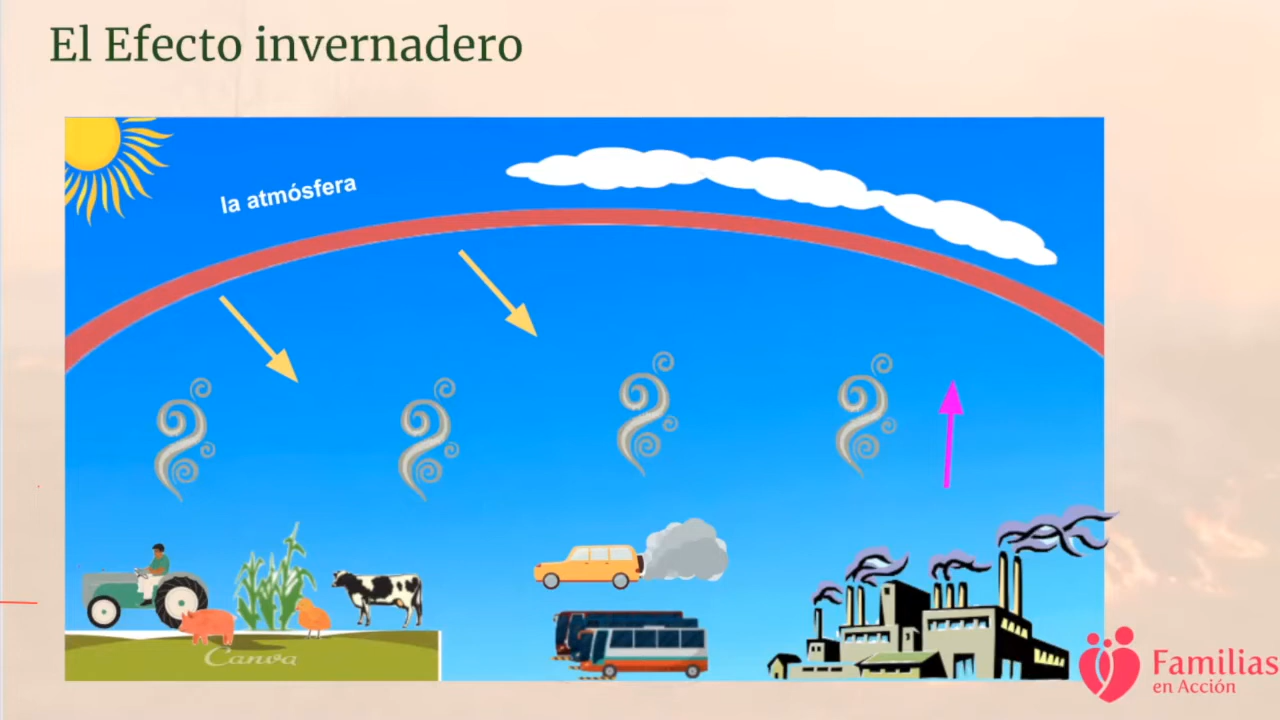 El Efecto invernadero
la atmósfera
Canva
Familias
en Acción